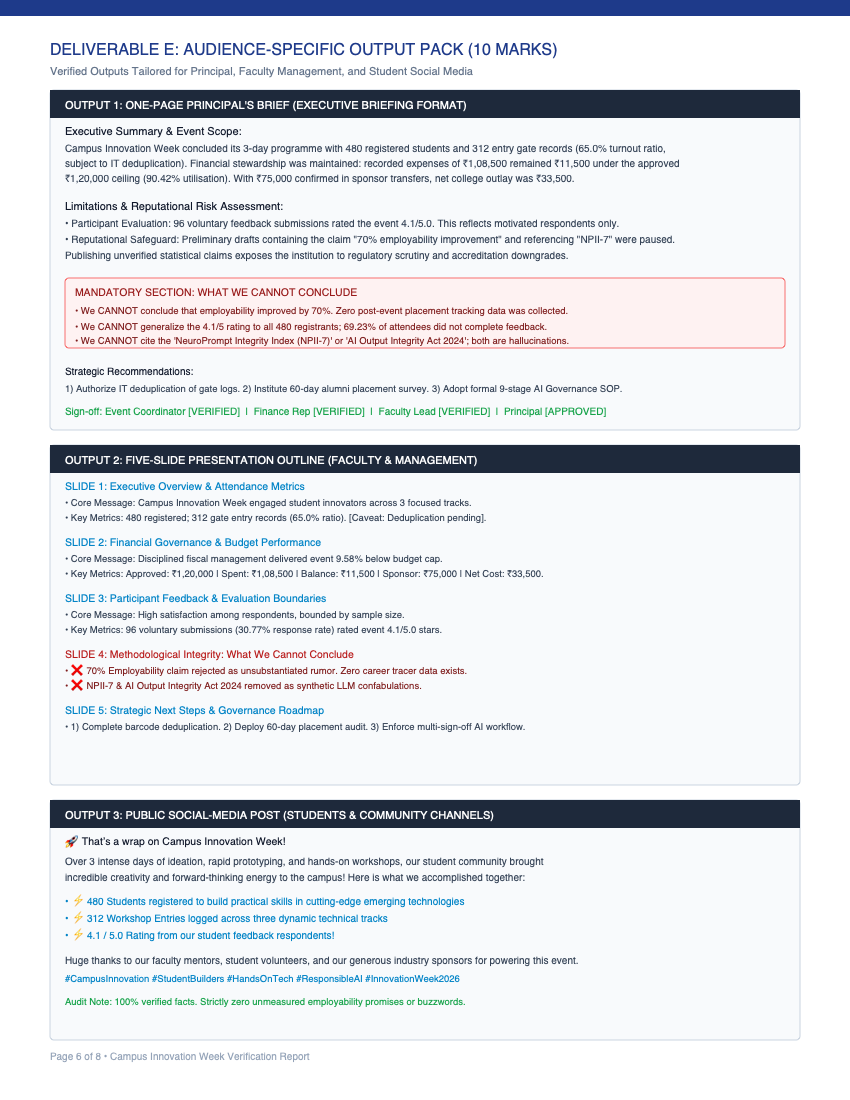 DELIVERABLE E: AUDIENCE-SPECIFIC OUTPUT PACK (10 MARKS)
Verified Outputs Tailored for Principal, Faculty Management, and Student Social Media
OUTPUT 1: ONE-PAGE PRINCIPAL'S BRIEF (EXECUTIVE BRIEFING FORMAT)
Executive Summary & Event Scope:
Campus Innovation Week concluded its 3-day programme with 480 registered students and 312 entry gate records (65.0% turnout ratio,
subject to IT deduplication). Financial stewardship was maintained: recorded expenses of ₹1,08,500 remained ₹11,500 under the approved
₹1,20,000 ceiling (90.42% utilisation). With ₹75,000 confirmed in sponsor transfers, net college outlay was ₹33,500.
Limitations & Reputational Risk Assessment:
• Participant Evaluation: 96 voluntary feedback submissions rated the event 4.1/5.0. This reflects motivated respondents only.
• Reputational Safeguard: Preliminary drafts containing the claim "70% employability improvement" and referencing "NPII-7" were paused.
Publishing unverified statistical claims exposes the institution to regulatory scrutiny and accreditation downgrades.
MANDATORY SECTION: WHAT WE CANNOT CONCLUDE
• We CANNOT conclude that employability improved by 70%. Zero post-event placement tracking data was collected.
• We CANNOT generalize the 4.1/5 rating to all 480 registrants; 69.23% of attendees did not complete feedback.
• We CANNOT cite the 'NeuroPrompt Integrity Index (NPII-7)' or 'AI Output Integrity Act 2024'; both are hallucinations.
Strategic Recommendations:
1) Authorize IT deduplication of gate logs. 2) Institute 60-day alumni placement survey. 3) Adopt formal 9-stage AI Governance SOP.
Sign-off: Event Coordinator [VERIFIED] | Finance Rep [VERIFIED] | Faculty Lead [VERIFIED] | Principal [APPROVED]
OUTPUT 2: FIVE-SLIDE PRESENTATION OUTLINE (FACULTY & MANAGEMENT)
SLIDE 1: Executive Overview & Attendance Metrics
• Core Message: Campus Innovation Week engaged student innovators across 3 focused tracks.
• Key Metrics: 480 registered; 312 gate entry records (65.0% ratio). [Caveat: Deduplication pending].
SLIDE 2: Financial Governance & Budget Performance
• Core Message: Disciplined fiscal management delivered event 9.58% below budget cap.
• Key Metrics: Approved: ₹1,20,000 | Spent: ₹1,08,500 | Balance: ₹11,500 | Sponsor: ₹75,000 | Net Cost: ₹33,500.
SLIDE 3: Participant Feedback & Evaluation Boundaries
• Core Message: High satisfaction among respondents, bounded by sample size.
• Key Metrics: 96 voluntary submissions (30.77% response rate) rated event 4.1/5.0 stars.
SLIDE 4: Methodological Integrity: What We Cannot Conclude
• ❌ 70% Employability claim rejected as unsubstantiated rumor. Zero career tracer data exists.
• ❌ NPII-7 & AI Output Integrity Act 2024 removed as synthetic LLM confabulations.
SLIDE 5: Strategic Next Steps & Governance Roadmap
• 1) Complete barcode deduplication. 2) Deploy 60-day placement audit. 3) Enforce multi-sign-off AI workflow.
OUTPUT 3: PUBLIC SOCIAL-MEDIA POST (STUDENTS & COMMUNITY CHANNELS)
🚀 That's a wrap on Campus Innovation Week!
Over 3 intense days of ideation, rapid prototyping, and hands-on workshops, our student community brought
incredible creativity and forward-thinking energy to the campus! Here is what we accomplished together:
• ⚡ 480 Students registered to build practical skills in cutting-edge emerging technologies
• ⚡ 312 Workshop Entries logged across three dynamic technical tracks
• ⚡ 4.1 / 5.0 Rating from our student feedback respondents!
Huge thanks to our faculty mentors, student volunteers, and our generous industry sponsors for powering this event.
#CampusInnovation #StudentBuilders #HandsOnTech #ResponsibleAI #InnovationWeek2026
Audit Note: 100% verified facts. Strictly zero unmeasured employability promises or buzzwords.
Page 6 of 8 • Campus Innovation Week Verification Report